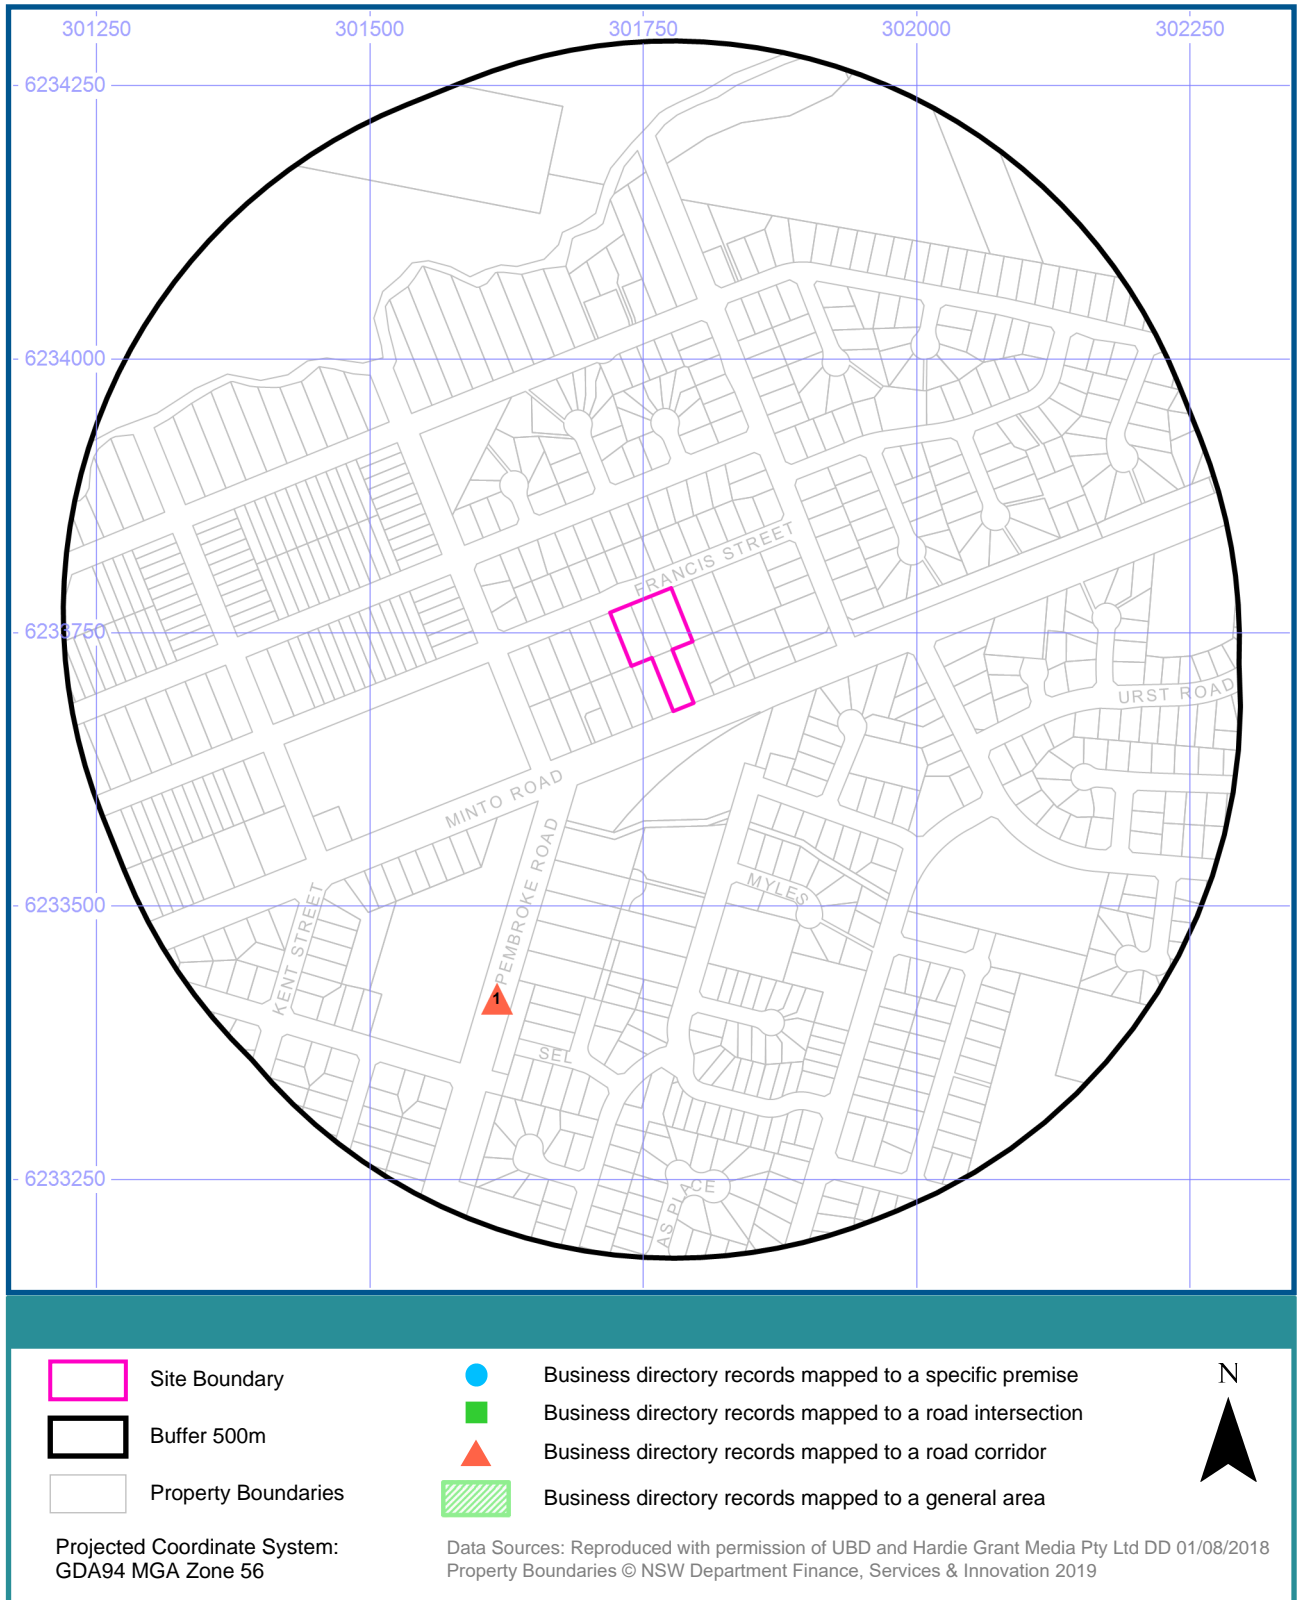 301250
301500
301750
302000
302250
6234250
6234000
FRANCIS STREET
6233750
URST ROAD
MINTO ROAD
PEMBROKE ROAD
MYLES
KENT STREET
6233500
1
SEL
6233250
AS PLACE
Site Boundary
Buffer 500m
Property Boundaries
Projected Coordinate System:
GDA94 MGA Zone 56
Business directory records mapped to a specific premise
Business directory records mapped to a road intersection
Business directory records mapped to a road corridor
Business directory records mapped to a general area
N
Data Sources: Reproduced with permission of UBD and Hardie Grant Media Pty Ltd DD 01/08/2018
Property Boundaries © NSW Department Finance, Services & Innovation 2019